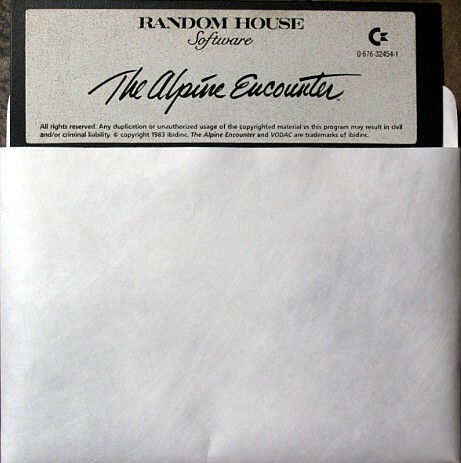 RANDOM HOUSE
Software
0-676-32454-1
The Alpine Encounter™
All rights reserved. Any duplication or unauthorized usage of the copyrighted material in this program may result in civil
and/or criminal liability. © copyright 1983 ibidinc. The Alpine Encounter and VODAC are trademarks of ibidinc.